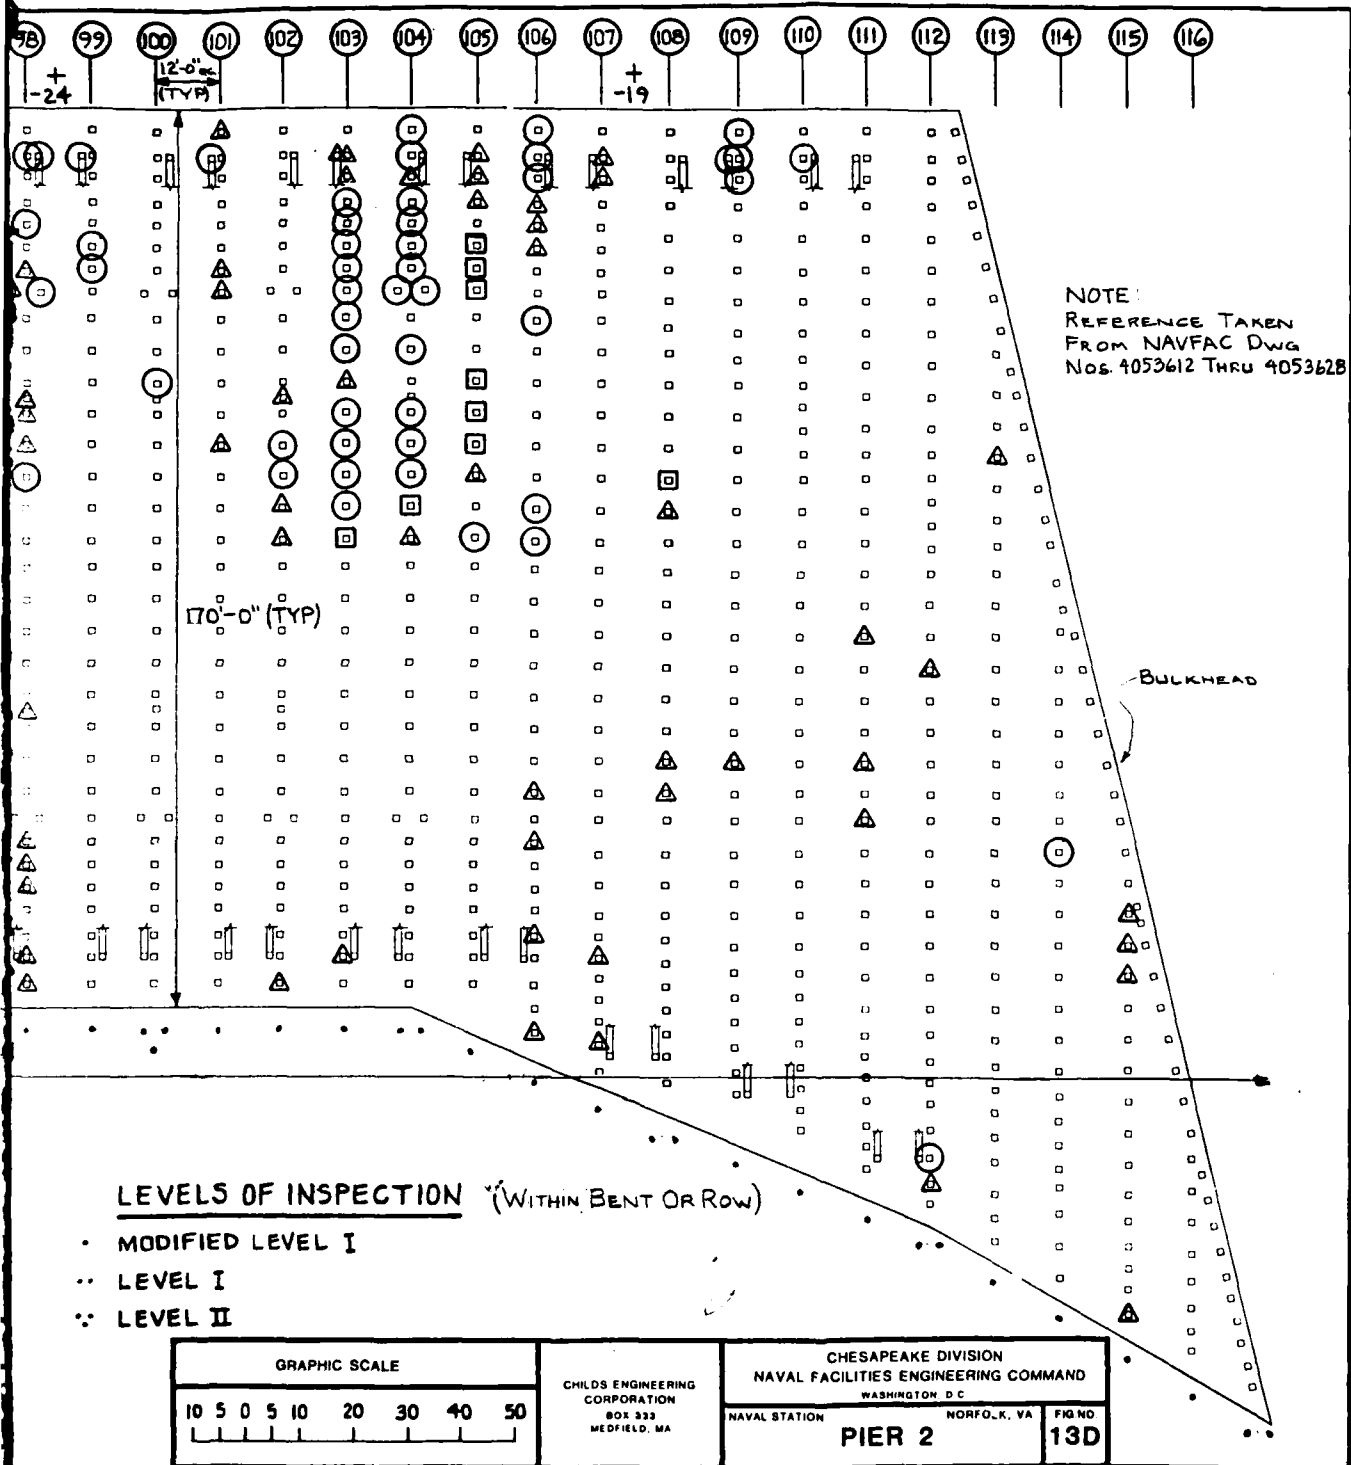 98 99 100 101 102 103 104 105 106 107 108 109 110 111 112 113 114 115 116
12'-0" oc
(TYP)
+
-24
+
-19
NOTE:
REFERENCE TAKEN
FROM NAVFAC DWG
NOS. 4053612 THRU 4053628
170'-0" (TYP)
BULKHEAD
LEVELS OF INSPECTION (WITHIN BENT OR ROW)
• MODIFIED LEVEL I
•• LEVEL I
∵ LEVEL II
GRAPHIC SCALE
10 5 0 5 10 20 30 40 50
CHILDS ENGINEERING
CORPORATION
BOX 333
MEDFIELD, MA
CHESAPEAKE DIVISION
NAVAL FACILITIES ENGINEERING COMMAND
WASHINGTON, D C
NAVAL STATION NORFOLK, VA
PIER 2
FIG NO.
13D